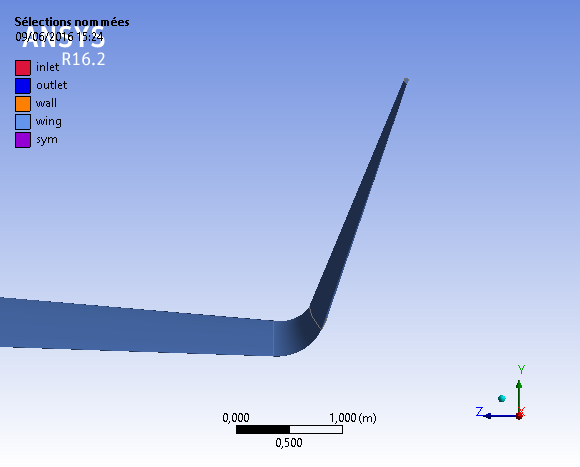 Sélections nommées
09/06/2016 15:24
ANSYS
R16.2
inlet
outlet
wall
wing
sym
0,000
1,000 (m)
0,500
Y
Z
X